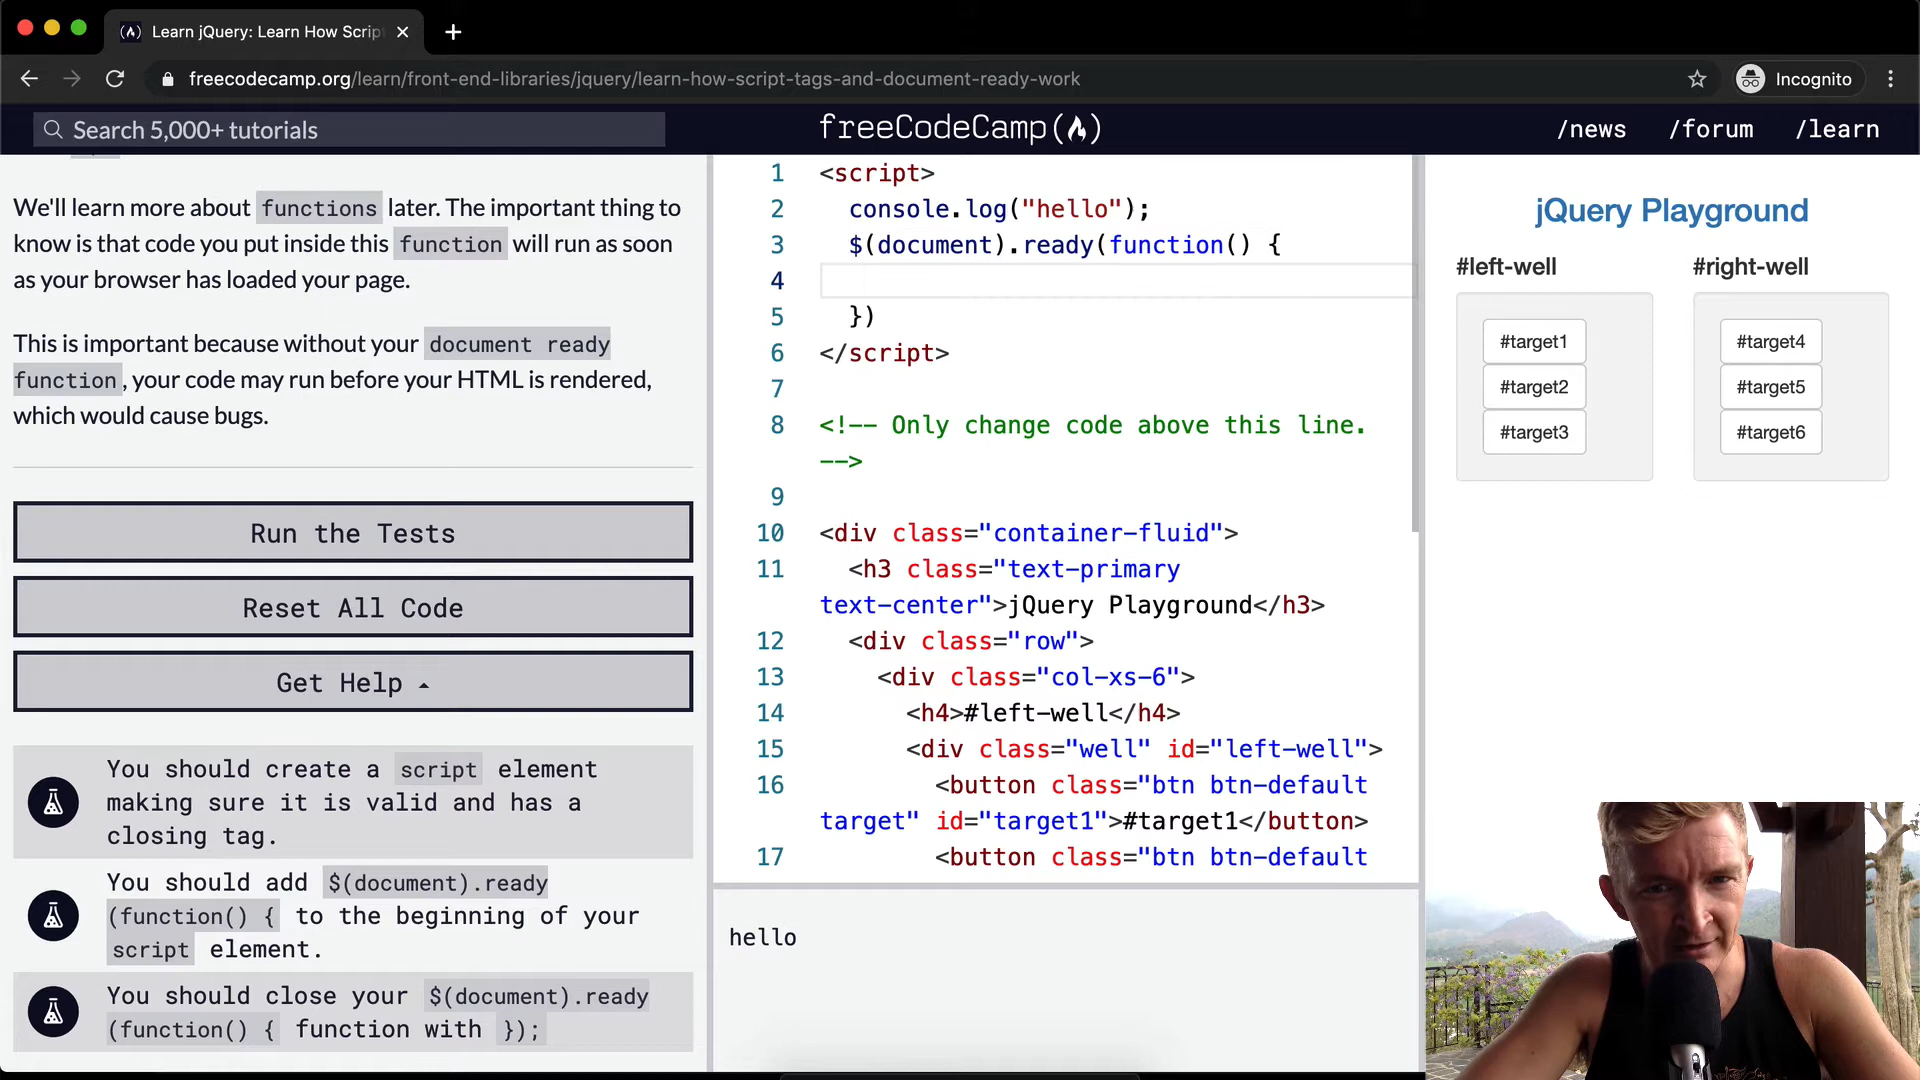 Learn jQuery: Learn How Scrip
freecodecamp.org/learn/front-end-libraries/jquery/learn-how-script-tags-and-document-ready-work
Incognito
Search 5,000+ tutorials
freeCodeCamp
/news
/forum
/learn
We'll learn more about functions later. The important thing to
know is that code you put inside this function will run as soon
as your browser has loaded your page.
This is important because without your document ready
function, your code may run before your HTML is rendered,
which would cause bugs.
Run the Tests
Reset All Code
Get Help
You should create a script element
making sure it is valid and has a
closing tag.
You should add $(document).ready
(function() { to the beginning of your
script element.
You should close your $(document).ready
(function() { function with });
1 <script>
2 console.log("hello");
3 $(document).ready(function() {
4
5 })
6 </script>
7
8 <!-- Only change code above this line.
-->
9
10 <div class="container-fluid">
11 <h3 class="text-primary
text-center">jQuery Playground</h3>
12 <div class="row">
13 <div class="col-xs-6">
14 <h4>#left-well</h4>
15 <div class="well" id="left-well">
16 <button class="btn btn-default
target" id="target1">#target1</button>
17 <button class="btn btn-default
hello
jQuery Playground
#left-well
#target1
#target2
#target3
#right-well
#target4
#target5
#target6